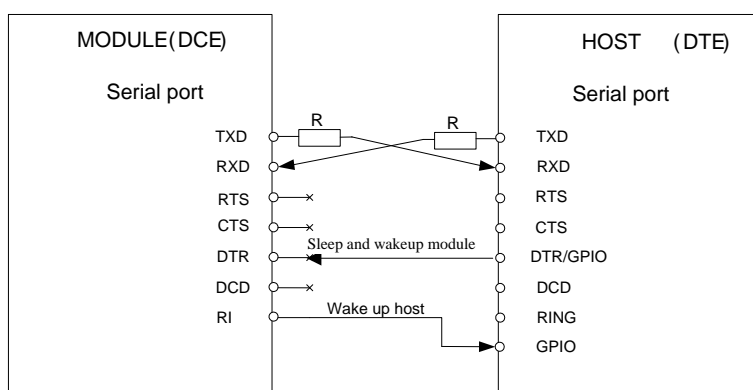 MODULE(DCE)
HOST (DTE)
Serial port
Serial port
R
R
TXD
TXD
RXD
RXD
RTS
RTS
CTS
CTS
Sleep and wakeup module
DTR
DTR/GPIO
DCD
DCD
RI
Wake up host
RING
GPIO